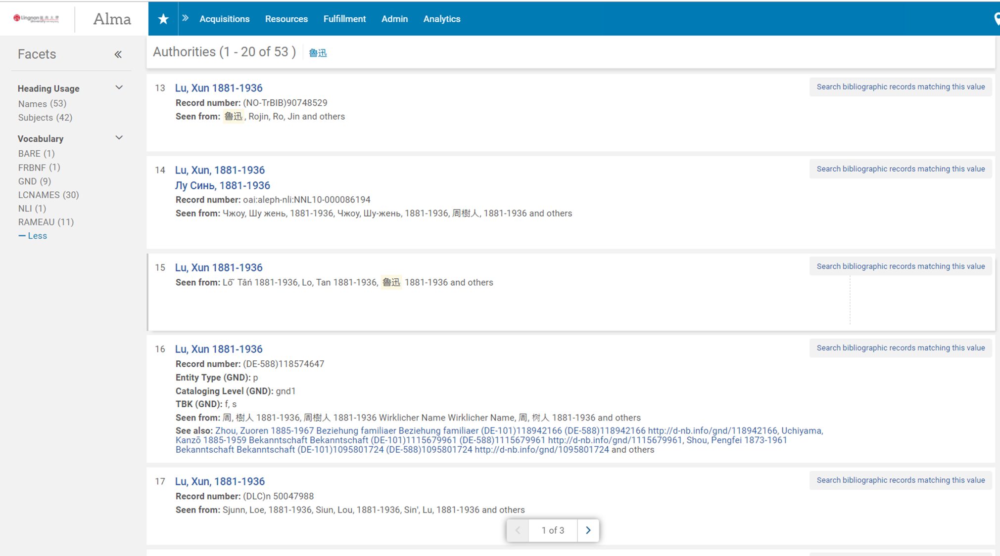 Lingnan 嶺南大學
University
Alma
Acquisitions
Resources
Fulfillment
Admin
Analytics
Facets
Authorities (1 - 20 of 53 )
魯迅
Heading Usage
Names (53)
Subjects (42)
Vocabulary
BARE (1)
FRBNF (1)
GND (9)
LCNAMES (30)
NLI (1)
RAMEAU (11)
Less
13 Lu, Xun 1881-1936
Search bibliographic records matching this value
Record number: (NO-TrBIB)90748529
Seen from: 魯迅, Rojin, Ro, Jin and others
14 Lu, Xun, 1881-1936
Search bibliographic records matching this value
Лу Синь, 1881-1936
Record number: oai:aleph-nli:NNL10-000086194
Seen from: Чжоу, Шу жень, 1881-1936, Чжоу, Шу-жень, 1881-1936, 周樹人, 1881-1936 and others
15 Lu, Xun 1881-1936
Search bibliographic records matching this value
Seen from: Tâń 1881-1936, Lo, Tan 1881-1936, 魯迅 1881-1936 and others
16 Lu, Xun 1881-1936
Search bibliographic records matching this value
Record number: (DE-588)118574647
Entity Type (GND): p
Cataloging Level (GND): gnd1
TBK (GND): f, s
Seen from: 周, 樹人 1881-1936, 周樹人 1881-1936 Wirklicher Name Wirklicher Name, 周, 树人 1881-1936 and others
See also: Zhou, Zuoren 1885-1967 Beziehung familiaer Beziehung familiaer (DE-101)118942166 (DE-588)118942166 http://d-nb.info/gnd/118942166, Uchiyama,
Kanzō 1885-1959 Bekanntschaft Bekanntschaft (DE-101)1115679961 (DE-588)1115679961 http://d-nb.info/gnd/1115679961, Shou, Pengfei 1873-1961
Bekanntschaft Bekanntschaft (DE-101)1095801724 (DE-588)1095801724 http://d-nb.info/gnd/1095801724 and others
17 Lu, Xun, 1881-1936
Search bibliographic records matching this value
Record number: (DLC)n 50047988
Seen from: Sjunn, Loe, 1881-1936, Siun, Lou, 1881-1936, Sin', Lu, 1881-1936 and others
1 of 3